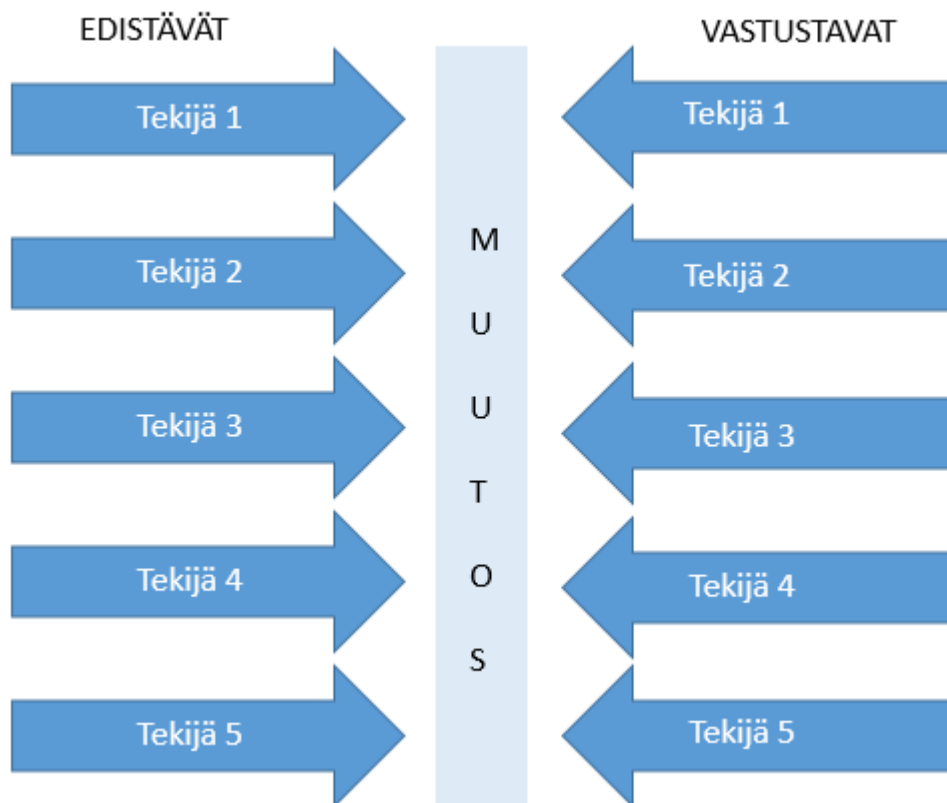 EDISTÄVÄT
VASTUSTAVAT
Tekijä 1
Tekijä 1
M
Tekijä 2
Tekijä 2
U
U
Tekijä 3
Tekijä 3
T
O
Tekijä 4
Tekijä 4
S
Tekijä 5
Tekijä 5